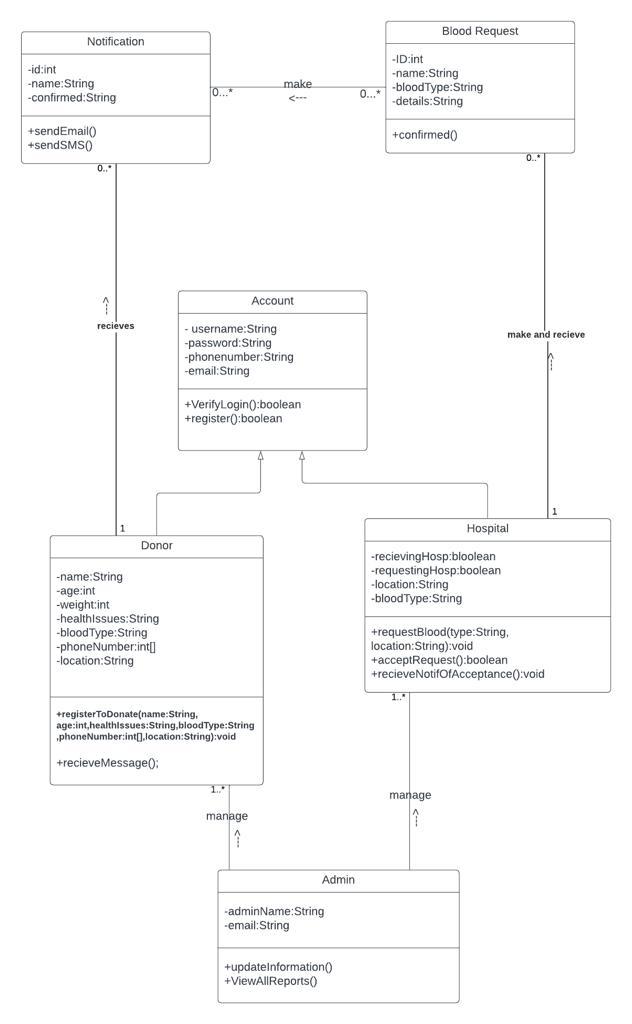 Notification
-id:int
-name:String
-confirmed:String
+sendEmail()
+sendSMS()
Blood Request
-ID:int
-name:String
-bloodType:String
-details:String
+confirmed()
0...*
make
<---
0...*
0..*
0..*
--->
recieves
make and recieve
--->
Account
- username:String
-password:String
-phonenumber:String
-email:String
+VerifyLogin():boolean
+register():boolean
1
1
Donor
-name:String
-age:int
-weight:int
-healthIssues:String
-bloodType:String
-phoneNumber:int[]
-location:String
+registerToDonate(name:String,
age:int,healthIssues:String,bloodType:String
,phoneNumber:int[],location:String):void
+recieveMessage();
Hospital
-recievingHosp:bloolean
-requestingHosp:boolean
-location:String
-bloodType:String
+requestBlood(type:String,
location:String):void
+acceptRequest():boolean
+recieveNotifOfAcceptance():void
1..*
1..*
manage
--->
manage
--->
Admin
-adminName:String
-email:String
+updateInformation()
+ViewAllReports()